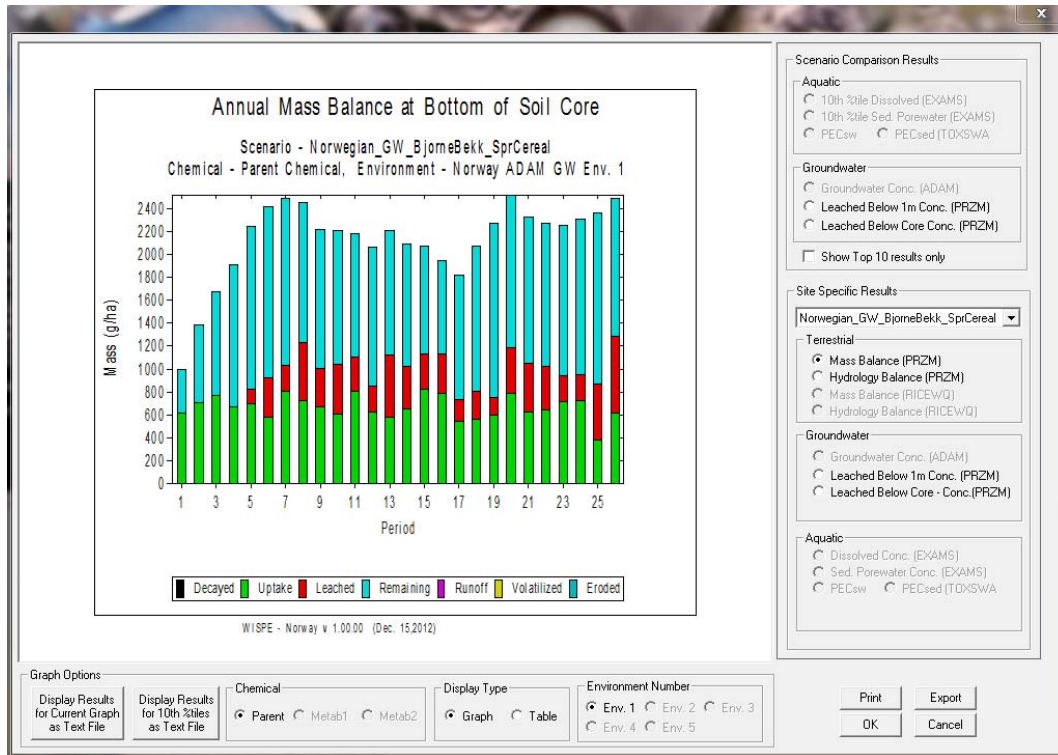 x
Annual Mass Balance at Bottom of Soil Core
Scenario - Norwegian_GW_BjorneBekk_SprCereal
Chemical - Parent Chemical, Environment - Norway ADAM GW Env. 1
Mass (g/ha)
2400
2200
2000
1800
1600
1400
1200
1000
800
600
400
200
0
1 3 5 7 9 11 13 15 17 19 21 23 25
Period
Decayed Uptake Leached Remaining Runoff Volatilized Eroded
WISPE - Norway v 1.00.00 (Dec. 15,2012)
Scenario Comparison Results
Aquatic
10th %tile Dissolved (EXAMS)
10th %tile Sed. Porewater (EXAMS)
PECsw PECsed (TOXSWA
Groundwater
Groundwater Conc. (ADAM)
Leached Below 1m Conc. (PRZM)
Leached Below Core Conc. (PRZM)
Show Top 10 results only
Site Specific Results
Norwegian_GW_BjorneBekk_SprCereal
Terrestrial
Mass Balance (PRZM)
Hydrology Balance (PRZM)
Mass Balance (RICEWQ)
Hydrology Balance (RICEWQ)
Groundwater
Groundwater Conc. (ADAM)
Leached Below 1m Conc. (PRZM)
Leached Below Core - Conc.(PRZM)
Aquatic
Dissolved Conc. (EXAMS)
Sed. Porewater Conc. (EXAMS)
PECsw PECsed (TOXSWA
Graph Options
Display Results
for Current Graph
as Text File
Display Results
for 10th %tiles
as Text File
Chemical
Parent Metab1 Metab2
Display Type
Graph Table
Environment Number
Env. 1 Env. 2 Env. 3
Env. 4 Env. 5
Print Export
OK Cancel